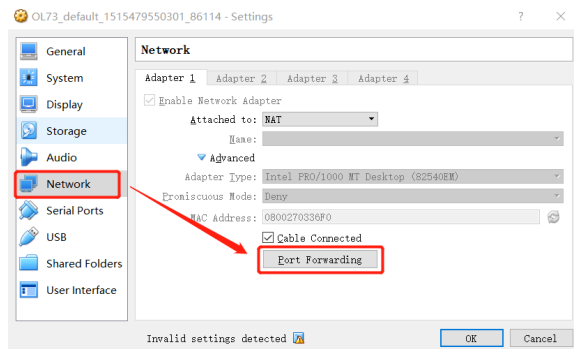 OL73_default_1515479550301_86114 - Settings
General
System
Display
Storage
Audio
Network
Serial Ports
USB
Shared Folders
User Interface
Network
Adapter 1 Adapter 2 Adapter 3 Adapter 4
Enable Network Adapter
Attached to: NAT
Name:
Advanced
Adapter Type: Intel PRO/1000 MT Desktop (82540EM)
Promiscuous Mode: Deny
MAC Address: 0800270336F0
Cable Connected
Port Forwarding
Invalid settings detected
OK Cancel